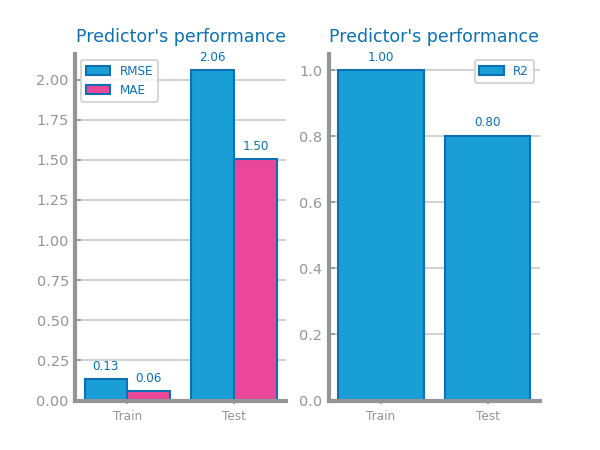 Predictor's performance
2.06
RMSE
MAE
2.00
1.75
1.50
1.25
1.00
0.75
0.50
0.25
0.00
1.50
0.13
0.06
Train
Test
Predictor's performance
1.00
R2
1.0
0.8
0.6
0.4
0.2
0.0
0.80
Train
Test